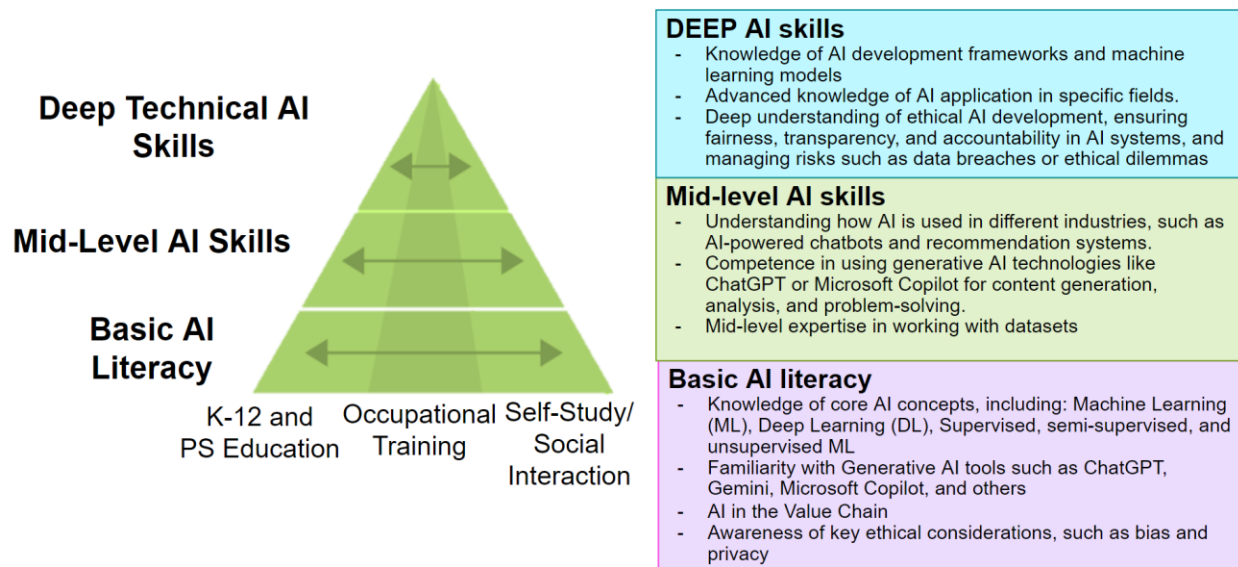 Deep Technical AI
Skills
Mid-Level AI Skills
Basic AI
Literacy
K-12 and
PS Education
Occupational
Training
Self-Study/
Social
Interaction
DEEP AI skills
- Knowledge of AI development frameworks and machine
learning models
- Advanced knowledge of AI application in specific fields.
- Deep understanding of ethical AI development, ensuring
fairness, transparency, and accountability in AI systems, and
managing risks such as data breaches or ethical dilemmas
Mid-level AI skills
- Understanding how AI is used in different industries, such as
AI-powered chatbots and recommendation systems.
- Competence in using generative AI technologies like
ChatGPT or Microsoft Copilot for content generation,
analysis, and problem-solving.
- Mid-level expertise in working with datasets
Basic AI literacy
- Knowledge of core AI concepts, including: Machine Learning
(ML), Deep Learning (DL), Supervised, semi-supervised, and
unsupervised ML
- Familiarity with Generative AI tools such as ChatGPT,
Gemini, Microsoft Copilot, and others
- AI in the Value Chain
- Awareness of key ethical considerations, such as bias and
privacy